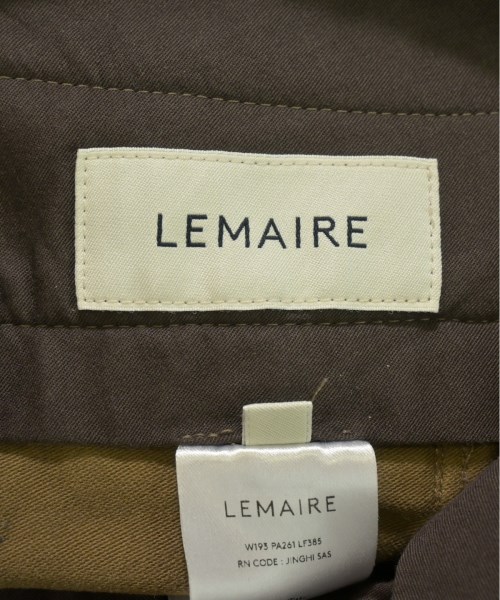 LEMAIRE
LEMAIRE
W193 PA261 LF385
RN CODE : JINGHI SAS